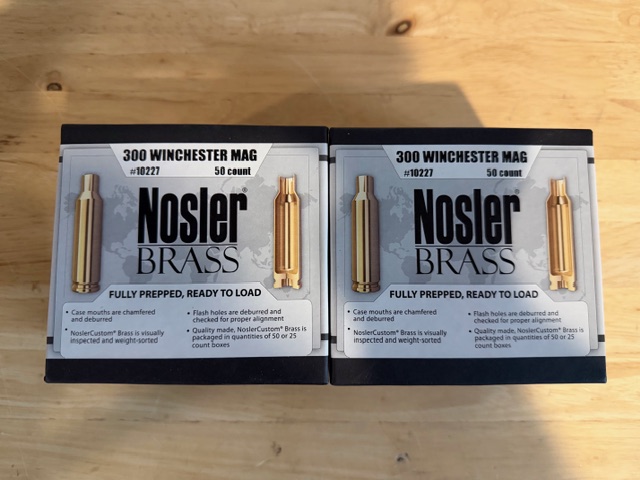 300 WINCHESTER MAG
#10227 50 count
Nosler®
BRASS
FULLY PREPPED, READY TO LOAD
• Case mouths are chamfered
and deburred
• NoslerCustom® Brass is visually
inspected and weight-sorted
• Flash holes are deburred and
checked for proper alignment
• Quality made, NoslerCustom® Brass is
packaged in quantities of 50 or 25
count boxes
300 WINCHESTER MAG
#10227 50 count
Nosler®
BRASS
FULLY PREPPED, READY TO LOAD
• Case mouths are chamfered
and deburred
• NoslerCustom® Brass is visually
inspected and weight-sorted
• Flash holes are deburred and
checked for proper alignment
• Quality made, NoslerCustom® Brass is
packaged in quantities of 50 or 25
count boxes